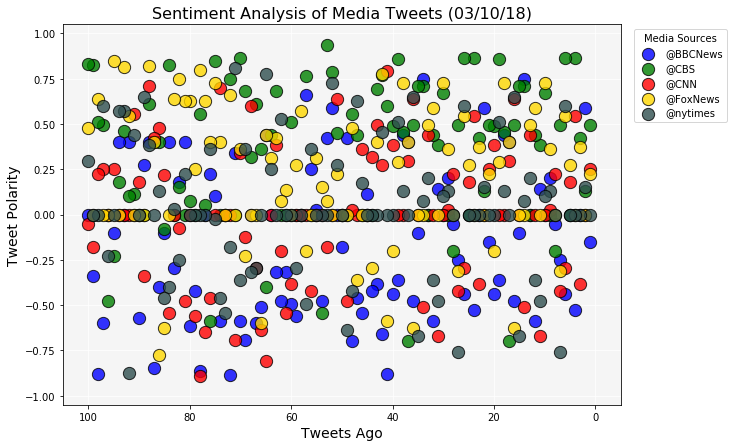 Sentiment Analysis of Media Tweets (03/10/18)
Media Sources
@BBCNews
@CBS
@CNN
@FoxNews
@nytimes
Tweet Polarity
1.00
0.75
0.50
0.25
0.00
−0.25
−0.50
−0.75
−1.00
100
80
60
40
20
0
Tweets Ago